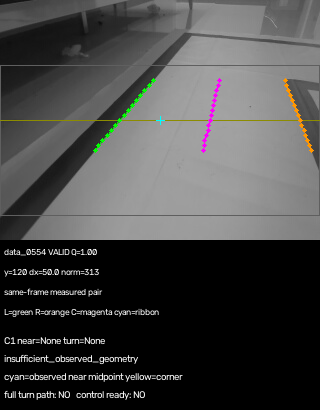 data_0554 VALID Q=1.00
y=120 dx=50.0 norm=313
same-frame measured pair
L=green R=orange C=magenta cyan=ribbon
C1 near=None turn=None
insufficient_observed_geometry
cyan=observed near midpoint yellow=corner
full turn path: NO control ready: NO